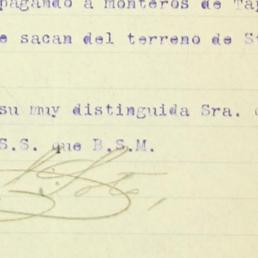 pagando a monteros de
e sacan del terreno de
su muy distinguida Sra.
S.S. que B.S.M.